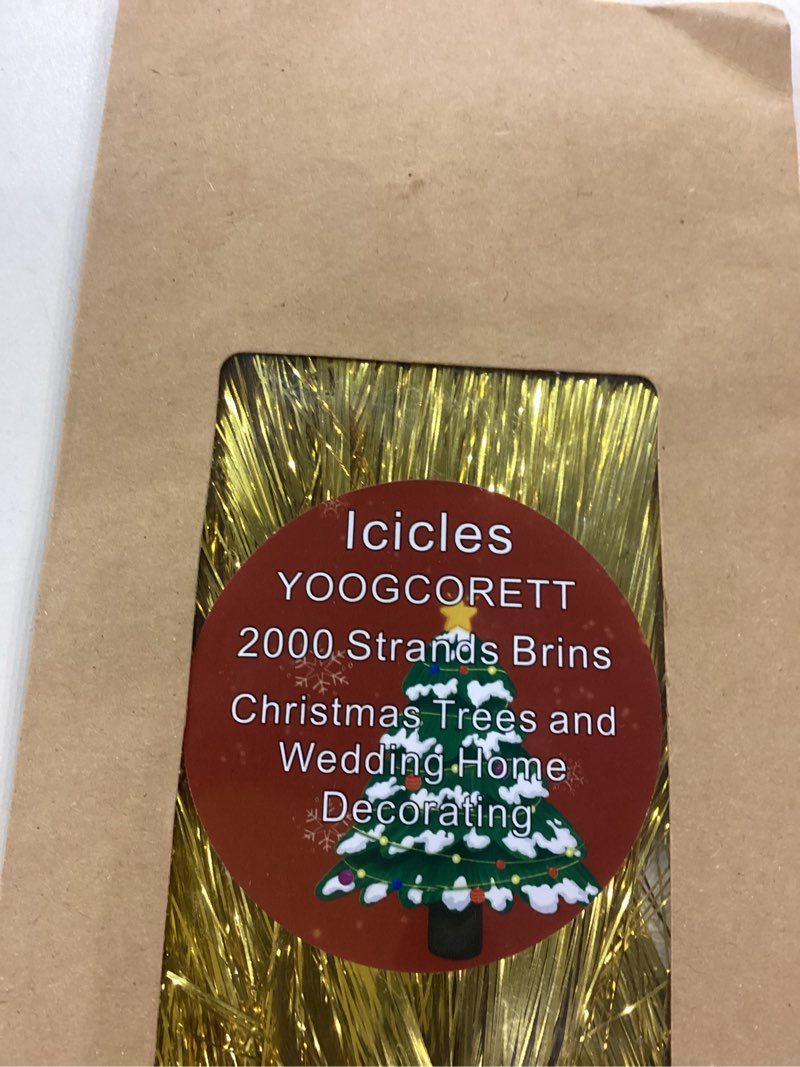 Icicles
YOOGCORETT
2000 Strands Brins
Christmas Trees and
Wedding Home
Decorating